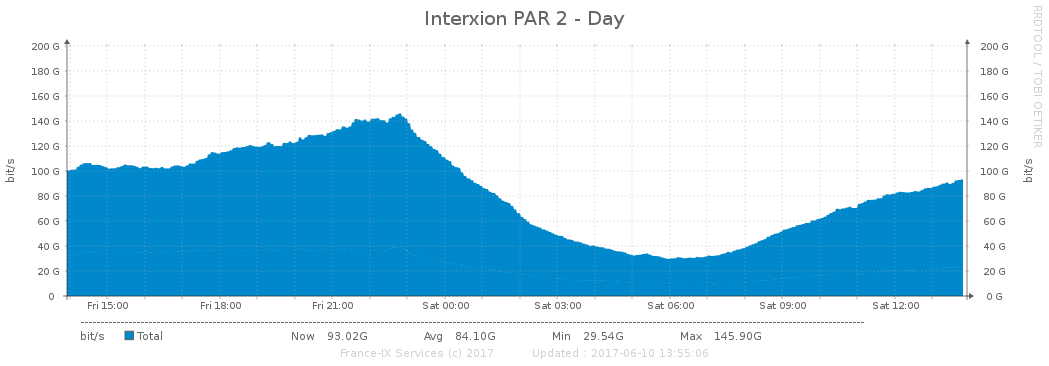 Interxion PAR 2 - Day
RRDTOOL / TOBI OETIKER
bit/s
200 G 200 G
180 G 180 G
160 G 160 G
140 G 140 G
120 G 120 G
100 G 100 G
80 G 80 G
60 G 60 G
40 G 40 G
20 G 20 G
0 0 G
bit/s
Fri 15:00 Fri 18:00 Fri 21:00 Sat 00:00 Sat 03:00 Sat 06:00 Sat 09:00 Sat 12:00
bit/s Total Now 93.02G Avg 84.10G Min 29.54G Max 145.90G
France-IX Services (c) 2017 Updated : 2017-06-10 13:55:06